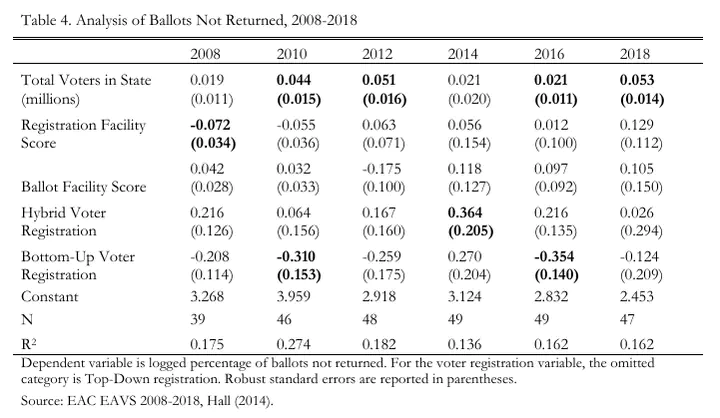 Table 4. Analysis of Ballots Not Returned, 2008-2018
2008 2010 2012 2014 2016 2018
Total Voters in State 0.019 0.044 0.051 0.021 0.021 0.053
(millions) (0.011) (0.015) (0.016) (0.020) (0.011) (0.014)
Registration Facility -0.072 -0.055 0.063 0.056 0.012 0.129
Score (0.034) (0.036) (0.071) (0.154) (0.100) (0.112)
0.042 0.032 -0.175 0.118 0.097 0.105
Ballot Facility Score (0.028) (0.033) (0.100) (0.127) (0.092) (0.150)
Hybrid Voter 0.216 0.064 0.167 0.364 0.216 0.026
Registration (0.126) (0.156) (0.160) (0.205) (0.135) (0.294)
Bottom-Up Voter -0.208 -0.310 -0.259 0.270 -0.354 -0.124
Registration (0.114) (0.153) (0.175) (0.204) (0.140) (0.209)
Constant 3.268 3.959 2.918 3.124 2.832 2.453
N 39 46 48 49 49 47
R² 0.175 0.274 0.182 0.136 0.162 0.162
Dependent variable is logged percentage of ballots not returned. For the voter registration variable, the omitted
category is Top-Down registration. Robust standard errors are reported in parentheses.
Source: EAC EAVS 2008-2018, Hall (2014).